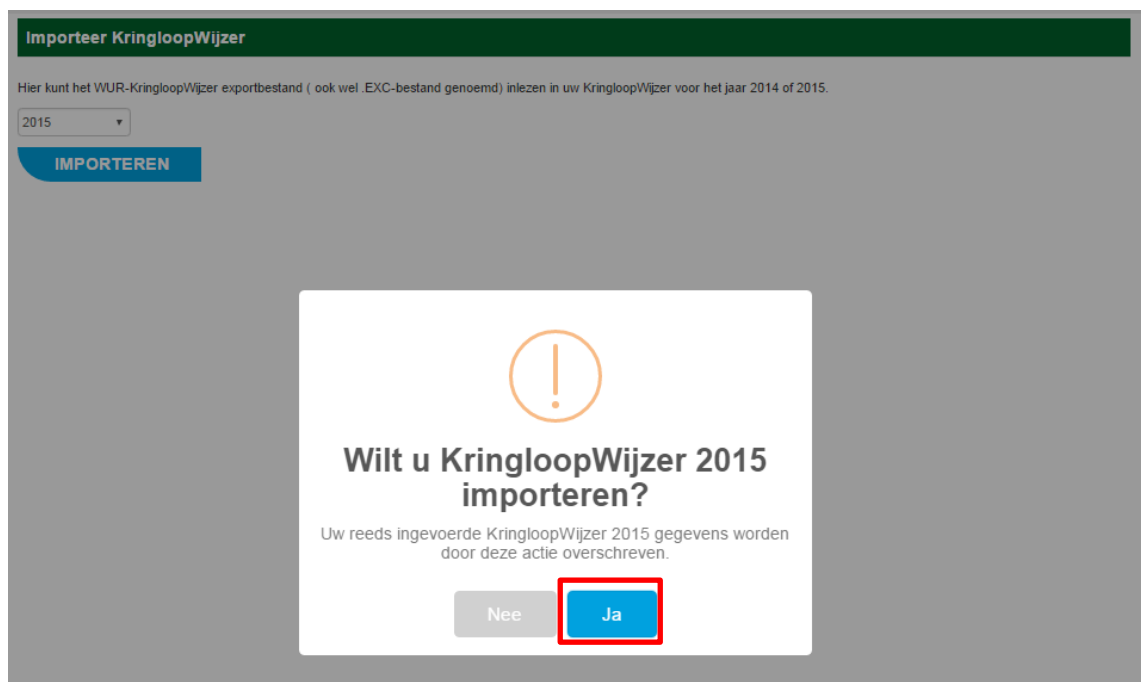 Importeer KringloopWijzer
Hier kunt het WUR-KringloopWijzer exportbestand ( ook wel .EXC-bestand genoemd) inlezen in uw KringloopWijzer voor het jaar 2014 of 2015.
2015
IMPORTEREN
Wilt u KringloopWijzer 2015
importeren?
Uw reeds ingevoerde KringloopWijzer 2015 gegevens worden
door deze actie overschreven.
Nee
Ja